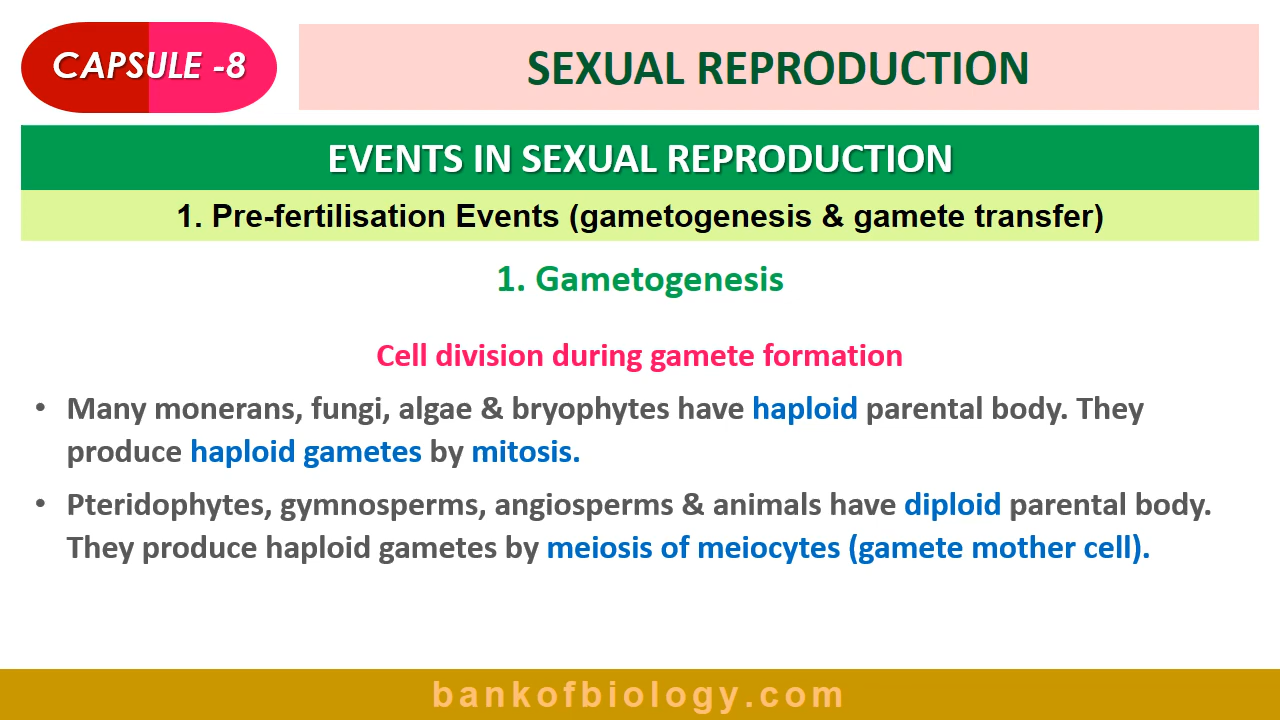 CAPSULE -8
SEXUAL REPRODUCTION
EVENTS IN SEXUAL REPRODUCTION
1. Pre-fertilisation Events (gametogenesis & gamete transfer)
1. Gametogenesis
Cell division during gamete formation
• Many monerans, fungi, algae & bryophytes have haploid parental body. They
produce haploid gametes by mitosis.
• Pteridophytes, gymnosperms, angiosperms & animals have diploid parental body.
They produce haploid gametes by meiosis of meiocytes (gamete mother cell).
bankofbiology.com